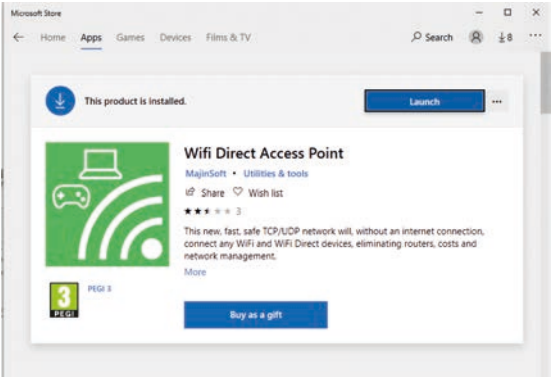 Microsoft Store
Home Apps Games Devices Films & TV Search 8
This product is installed.
Launch
Wifi Direct Access Point
MajinSoft • Utilities & tools
Share Wish list
3
This new, fast, safe TCP/UDP network will, without an internet connection,
connect any WiFi and WiFi Direct devices, eliminating routers, costs and
network management.
More
3
PEGI
PEGI 3
Buy as a gift